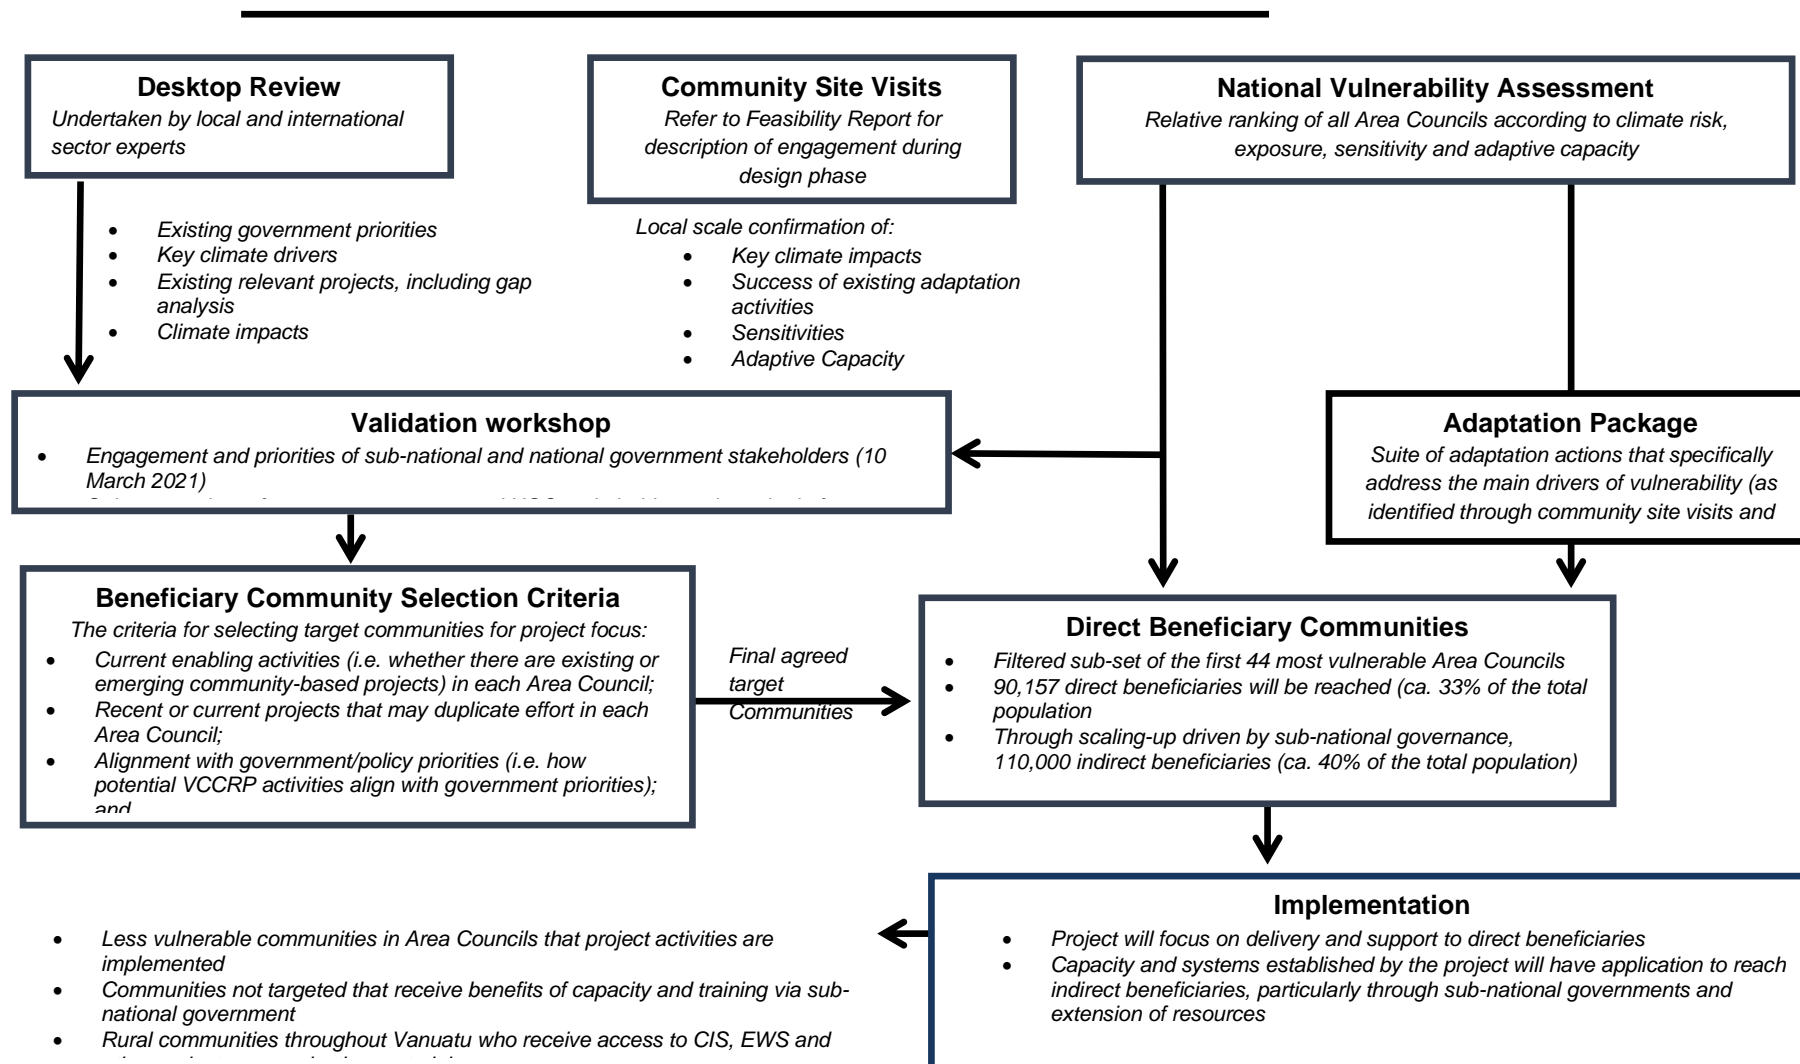 Desktop Review
Undertaken by local and international
sector experts
Community Site Visits
Refer to Feasibility Report for
description of engagement during
design phase
National Vulnerability Assessment
Relative ranking of all Area Councils according to climate risk,
exposure, sensitivity and adaptive capacity
• Existing government priorities
• Key climate drivers
• Existing relevant projects, including gap
analysis
• Climate impacts
Local scale confirmation of:
• Key climate impacts
• Success of existing adaptation
activities
• Sensitivities
• Adaptive Capacity
Validation workshop
• Engagement and priorities of sub-national and national government stakeholders (10
March 2021)
Adaptation Package
Suite of adaptation actions that specifically
address the main drivers of vulnerability (as
identified through community site visits and
Beneficiary Community Selection Criteria
The criteria for selecting target communities for project focus:
• Current enabling activities (i.e. whether there are existing or
emerging community-based projects) in each Area Council;
• Recent or current projects that may duplicate effort in each
Area Council;
• Alignment with government/policy priorities (i.e. how
potential VCCRP activities align with government priorities);
and
Final agreed
target
Communities
Direct Beneficiary Communities
• Filtered sub-set of the first 44 most vulnerable Area Councils
• 90,157 direct beneficiaries will be reached (ca. 33% of the total
population
• Through scaling-up driven by sub-national governance,
110,000 indirect beneficiaries (ca. 40% of the total population)
Implementation
• Project will focus on delivery and support to direct beneficiaries
• Capacity and systems established by the project will have application to reach
indirect beneficiaries, particularly through sub-national governments and
extension of resources
• Less vulnerable communities in Area Councils that project activities are
implemented
• Communities not targeted that receive benefits of capacity and training via sub-
national government
• Rural communities throughout Vanuatu who receive access to CIS, EWS and